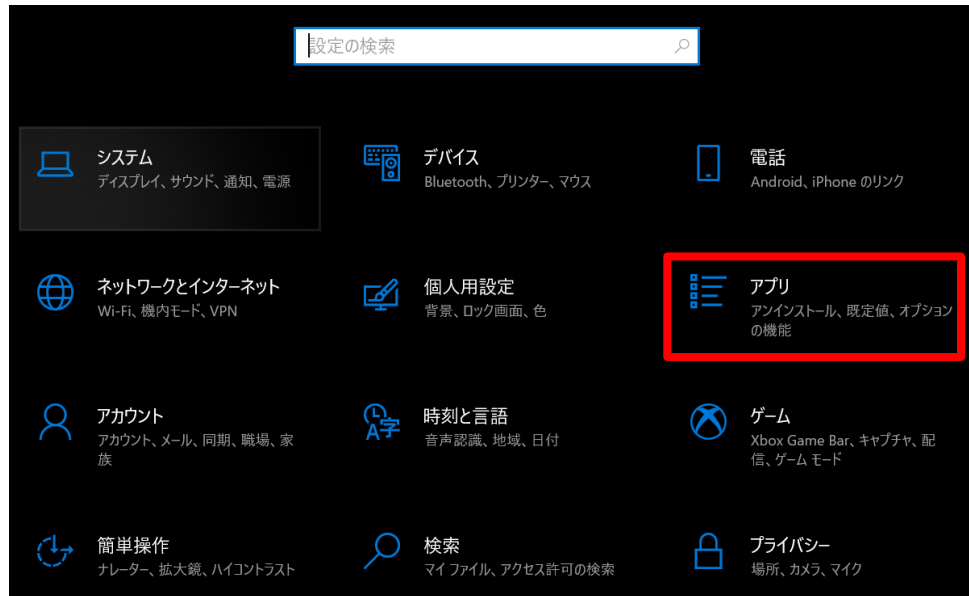 設定の検索
システム
ディスプレイ、サウンド、通知、電源
デバイス
Bluetooth、プリンター、マウス
電話
Android、iPhone のリンク
ネットワークとインターネット
Wi-Fi、機内モード、VPN
個人用設定
背景、ロック画面、色
アプリ
アンインストール、既定値、オプション
の機能
アカウント
アカウント、メール、同期、職場、家
族
時刻と言語
音声認識、地域、日付
ゲーム
Xbox Game Bar、キャプチャ、配
信、ゲーム モード
簡単操作
ナレーター、拡大鏡、ハイコントラスト
検索
マイ ファイル、アクセス許可の検索
プライバシー
場所、カメラ、マイク